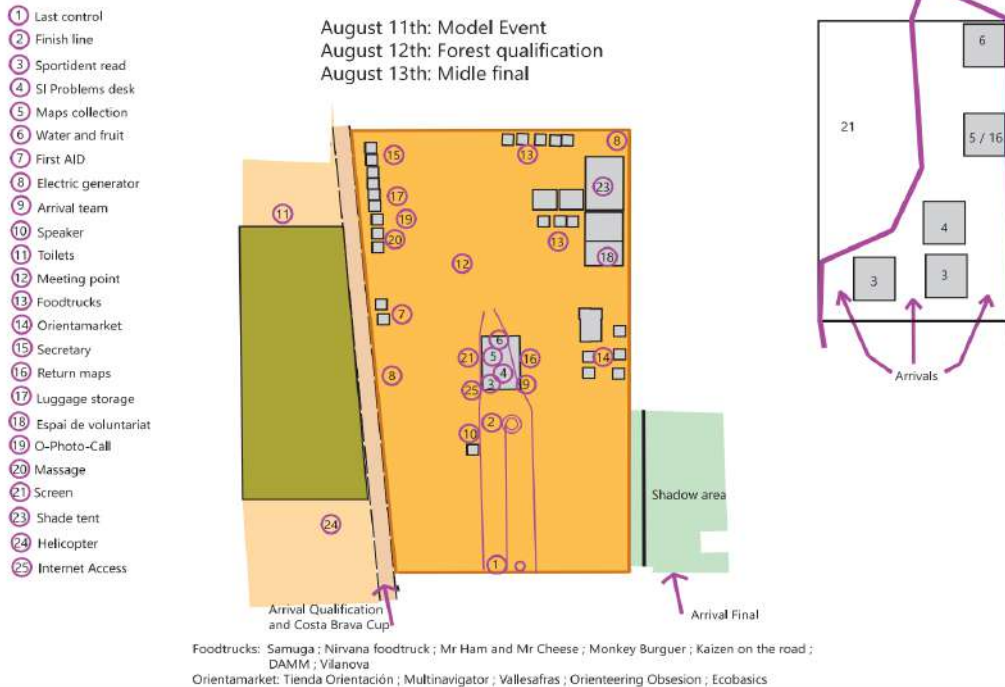 1 Last control
2 Finish line
3 Sportident read
4 SI Problems desk
5 Maps collection
6 Water and fruit
7 First AID
8 Electric generator
9 Arrival team
10 Speaker
11 Toilets
12 Meeting point
13 Foodtrucks
14 Orientamarket
15 Secretary
16 Return maps
17 Luggage storage
18 Espai de voluntariat
19 O-Photo-Call
20 Massage
21 Screen
23 Shade tent
24 Helicopter
25 Internet Access
August 11th: Model Event
August 12th: Forest qualification
August 13th: Midle final
15
13
8
17
23
11
19
20
13
18
12
7
6
21
5
16
14
8
4
3
9
25
2
10
24
1
Shadow area
Arrival Qualification
and Costa Brava Cup
Arrival Final
6
21
5 / 16
4
3
3
Arrivals
Foodtrucks: Samuga ; Nirvana foodtruck ; Mr Ham and Mr Cheese ; Monkey Burguer ; Kaizen on the road ;
DAMM ; Vilanova
Orientamarket: Tienda Orientación ; Multinavigator ; Vallesafras ; Orienteering Obsesion ; Ecobasics